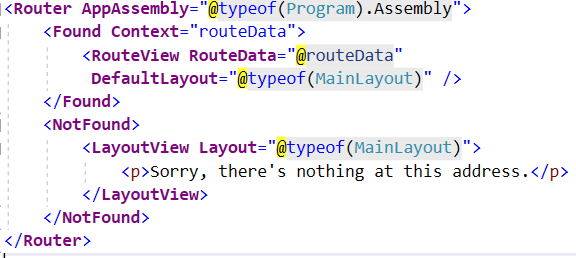 <Router AppAssembly="@typeof(Program).Assembly">
    <Found Context="routeData">
        <RouteView RouteData="@routeData"
         DefaultLayout="@typeof(MainLayout)" />
    </Found>
    <NotFound>
        <LayoutView Layout="@typeof(MainLayout)">
            <p>Sorry, there's nothing at this address.</p>
        </LayoutView>
    </NotFound>
</Router>